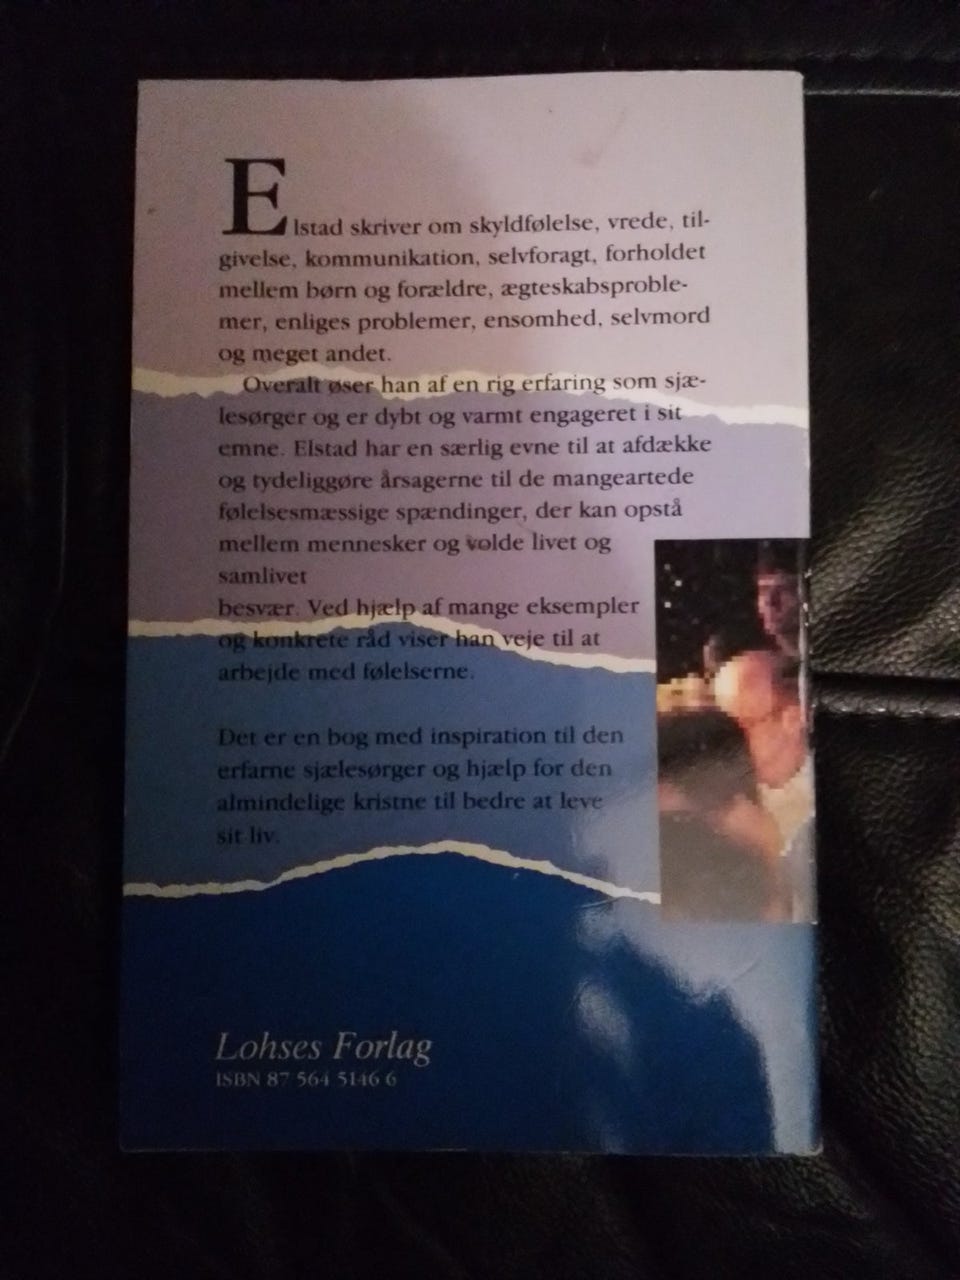 Elstad skriver om skyldfølelse, vrede, til-
givelse, kommunikation, selvforagt, forholdet
mellem børn og forældre, ægteskabsproble-
mer, enliges problemer, ensomhed, selvmord
og meget andet.
Overalt øser han af en rig erfaring som sjæ-
lesørger og er dybt og varmt engageret i sit
emne. Elstad har en særlig evne til at afdække
og tydeliggøre årsagerne til de mangeartede
følelsesmæssige spændinger, der kan opstå
mellem mennesker og volde livet og
samlivet
besvær. Ved hjælp af mange eksempler
og konkrete råd viser han veje til at
arbejde med følelserne.
Det er en bog med inspiration til den
erfarne sjælesørger og hjælp for den
almindelige kristne til bedre at leve
sit liv.
Lohses Forlag
ISBN 87 564 5146 6